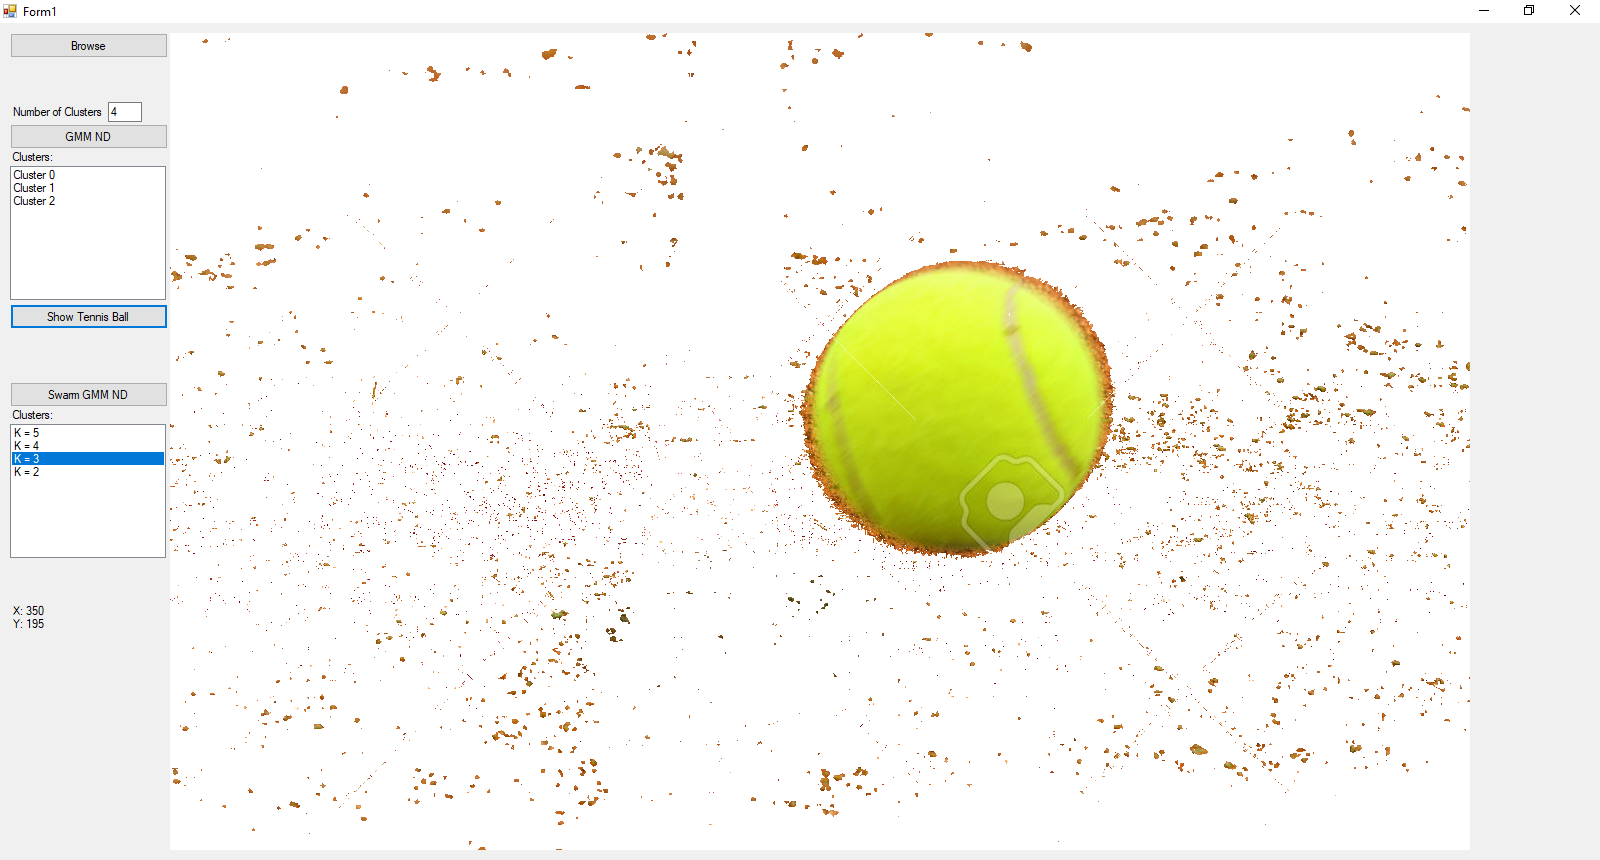 Form1
Browse
Number of Clusters 4
GMM ND
Clusters:
Cluster 0
Cluster 1
Cluster 2
Show Tennis Ball
Swarm GMM ND
Clusters:
K = 5
K = 4
K = 3
K = 2
X: 350
Y: 195